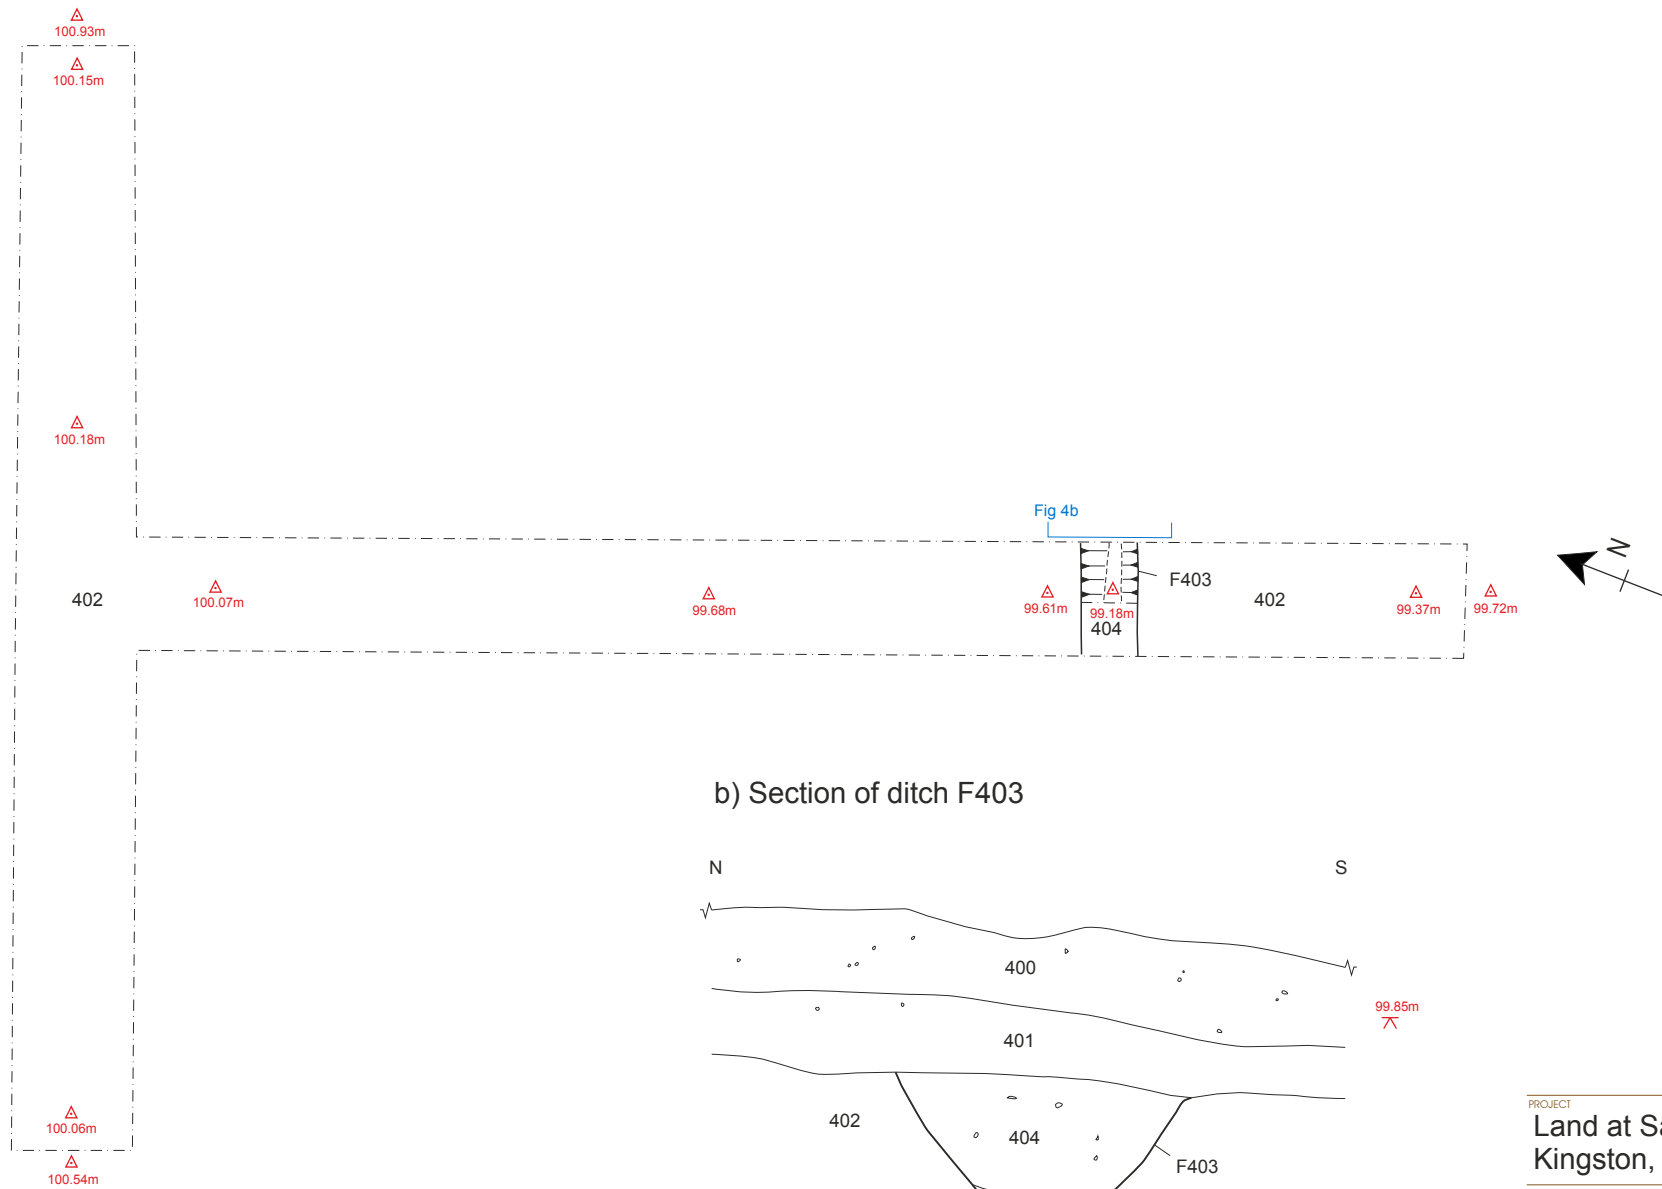 100.93m
100.15m
100.18m
Fig 4b
F403
402
100.07m
99.68m
99.61m
99.18m
404
402
99.37m
99.72m
N
b) Section of ditch F403
N
S
400
99.85m
401
402
404
F403
100.06m
100.54m
PROJECT
Land at Sa
Kingston,